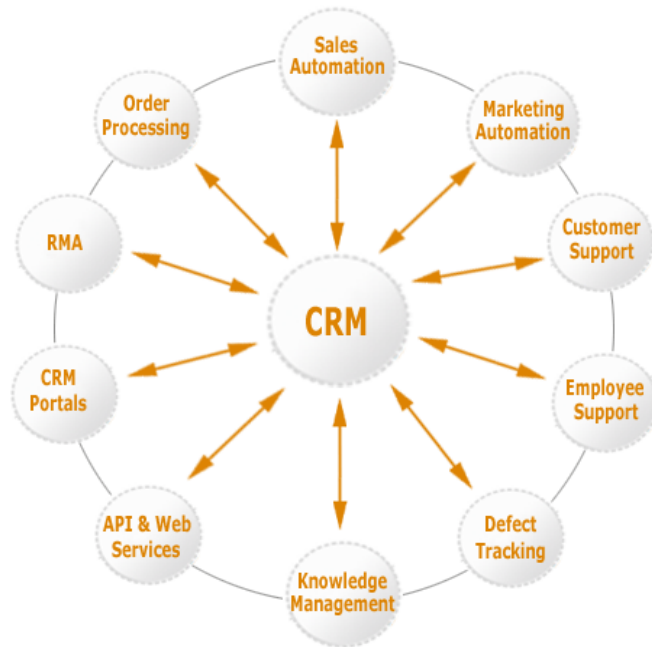 Sales
Automation
Order
Processing
Marketing
Automation
RMA
Customer
Support
CRM
CRM
Portals
Employee
Support
API & Web
Services
Defect
Tracking
Knowledge
Management